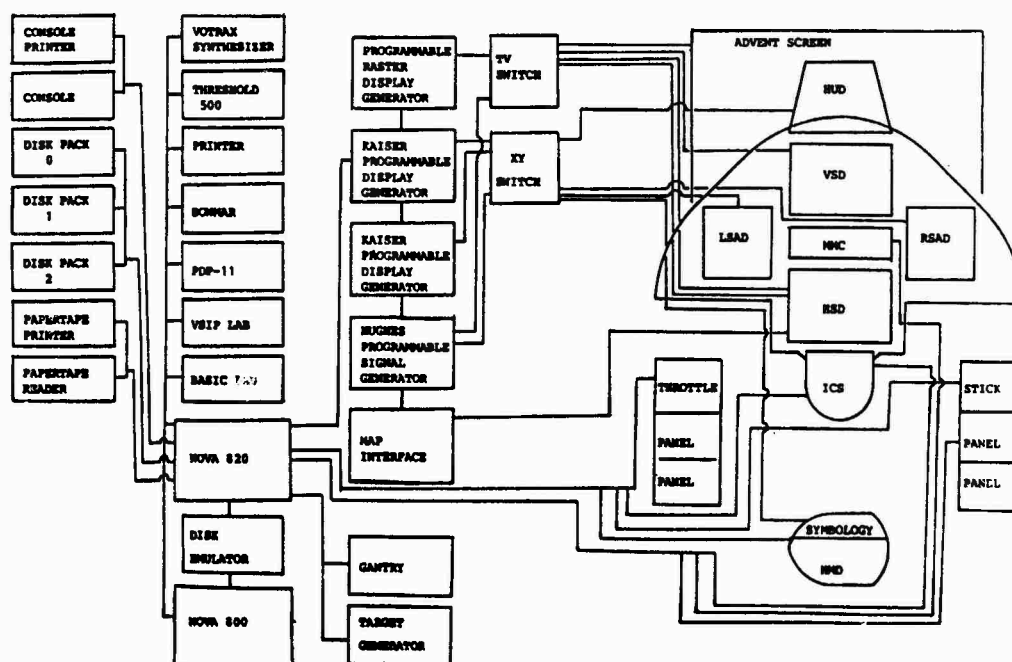 CONSOLE
PRINTER
CONSOLE
DISK PACK
0
DISK PACK
1
DISK PACK
2
PAPERTAPE
PRINTER
PAPERTAPE
READER
VOTRAX
SYNTHESIZER
THRESHOLD
500
PRINTER
BOWMAR
PDP-11
VSIP LAB
BASIC
NOVA 820
DISK
EMULATOR
NOVA 800
PROGRAMMABLE
RASTER
DISPLAY
GENERATOR
KAISER
PROGRAMMABLE
DISPLAY
GENERATOR
KAISER
PROGRAMMABLE
DISPLAY
GENERATOR
HUGHES
PROGRAMMABLE
SIGNAL
GENERATOR
MAP
INTERFACE
GANTRY
TARGET
GENERATOR
TV
SWITCH
XY
SWITCH
ADVENT SCREEN
HUD
VSD
LSAD
MMC
RSAD
HSD
ICS
THROTTLE
PANEL
PANEL
STICK
PANEL
PANEL
SYMBOLOGY
HMD